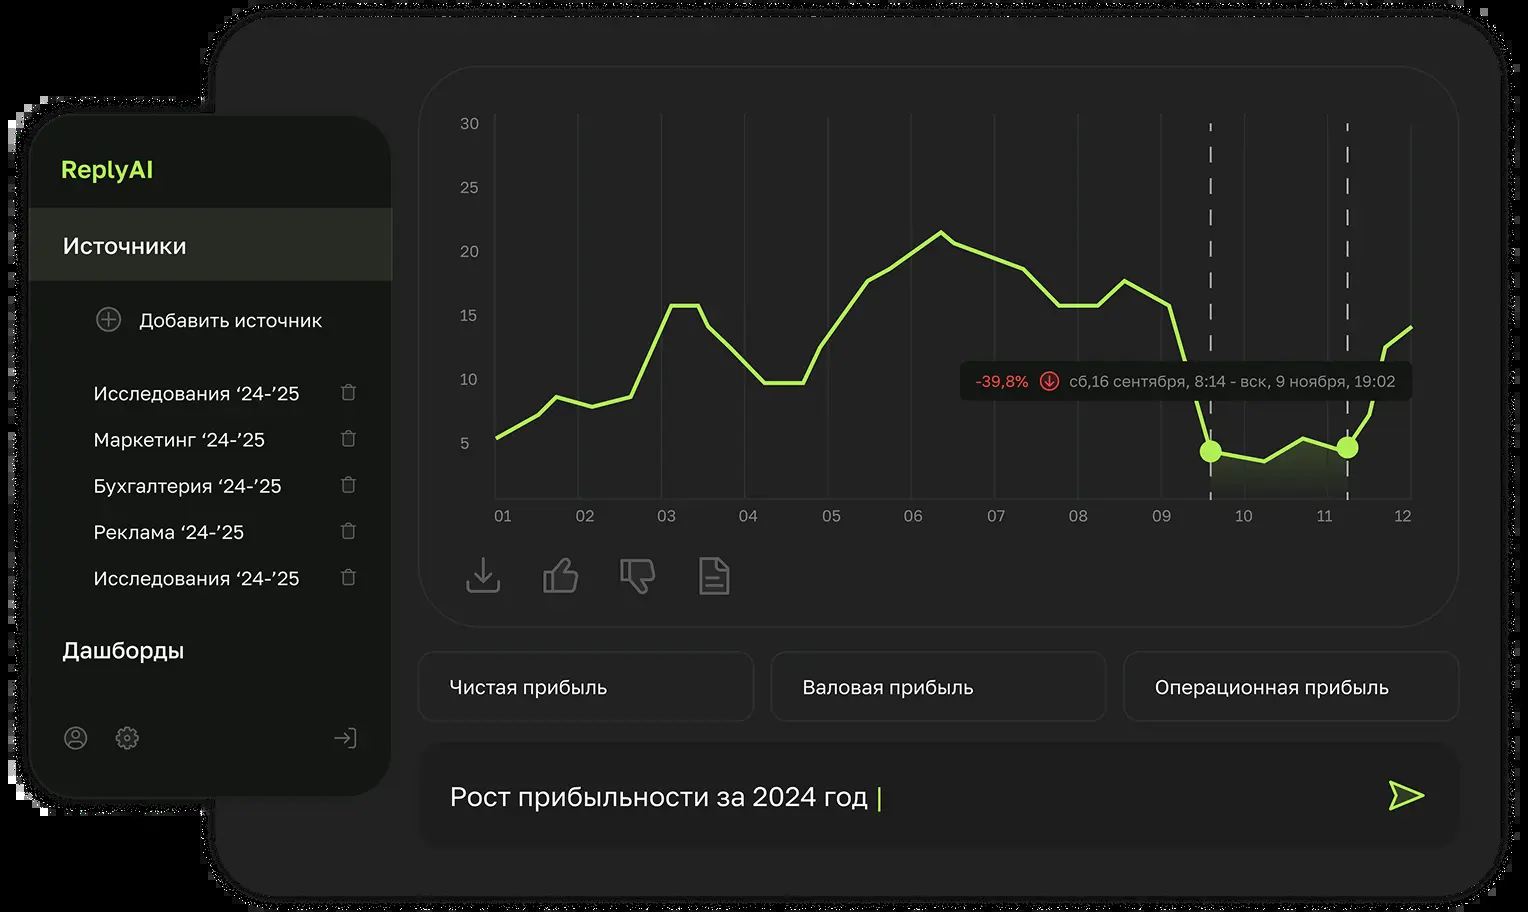 ReplyAI
Источники
Добавить источник
Исследования ‘24-’25
Маркетинг ‘24-’25
Бухгалтерия ‘24-’25
Реклама ‘24-’25
Исследования ‘24-’25
Дашборды
30
25
20
15
10
5
-39,8% сб,16 сентября, 8:14 - вск, 9 ноября, 19:02
01 02 03 04 05 06 07 08 09 10 11 12
Чистая прибыль
Валовая прибыль
Операционная прибыль
Рост прибыльности за 2024 год